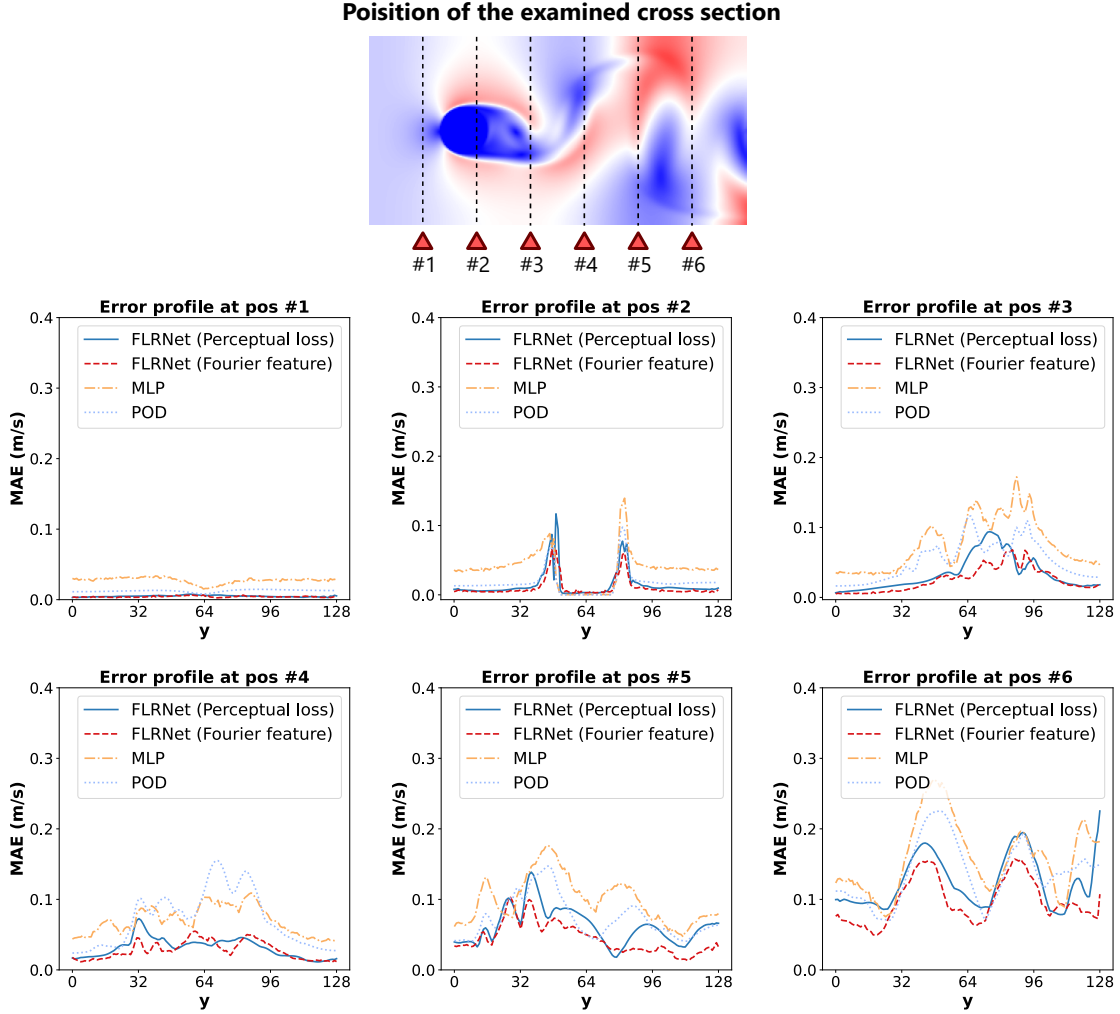 Poisition of the examined cross section
#1 #2 #3 #4 #5 #6
Error profile at pos #1
0.4
0.3
0.2
0.1
0.0
MAE (m/s)
FLRNet (Perceptual loss)
FLRNet (Fourier feature)
MLP
POD
0 32 64 96 128
y
Error profile at pos #2
0.4
0.3
0.2
0.1
0.0
MAE (m/s)
FLRNet (Perceptual loss)
FLRNet (Fourier feature)
MLP
POD
0 32 64 96 128
y
Error profile at pos #3
0.4
0.3
0.2
0.1
0.0
MAE (m/s)
FLRNet (Perceptual loss)
FLRNet (Fourier feature)
MLP
POD
0 32 64 96 128
y
Error profile at pos #4
0.4
0.3
0.2
0.1
0.0
MAE (m/s)
FLRNet (Perceptual loss)
FLRNet (Fourier feature)
MLP
POD
0 32 64 96 128
y
Error profile at pos #5
0.4
0.3
0.2
0.1
0.0
MAE (m/s)
FLRNet (Perceptual loss)
FLRNet (Fourier feature)
MLP
POD
0 32 64 96 128
y
Error profile at pos #6
0.4
0.3
0.2
0.1
0.0
MAE (m/s)
FLRNet (Perceptual loss)
FLRNet (Fourier feature)
MLP
POD
0 32 64 96 128
y